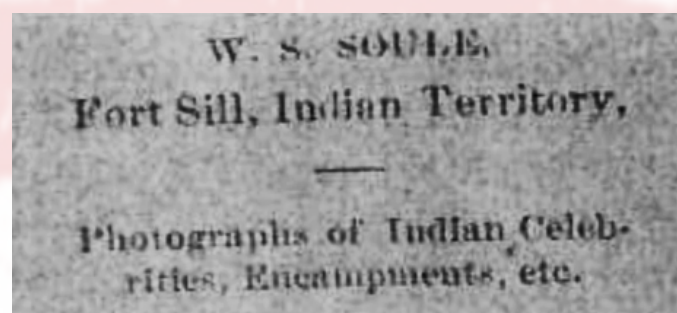 W. S. SOULE,
Fort Sill, Indian Territory,
Photographs of Indian Celeb-
rities, Encampments, etc.